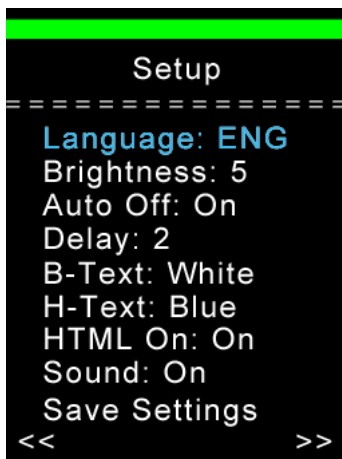 Setup
================
Language: ENG
Brightness: 5
Auto Off: On
Delay: 2
B-Text: White
H-Text: Blue
HTML On: On
Sound: On
Save Settings
<< >>